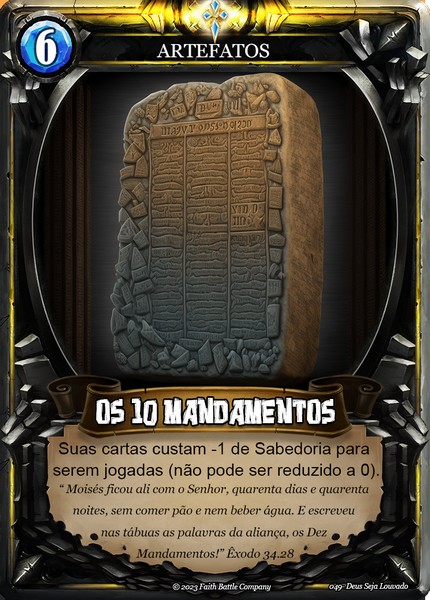 6
ARTEFATOS
OS 10 MANDAMENTOS
Suas cartas custam -1 de Sabedoria para
serem jogadas (não pode ser reduzido a 0).
“ Moisés ficou ali com o Senhor, quarenta dias e quarenta
noites, sem comer pão e nem beber água. E escreveu
nas tábuas as palavras da aliança, os Dez
Mandamentos!” Êxodo 34.28
© 2023 Faith Battle Company
049- Deus Seja Louvado